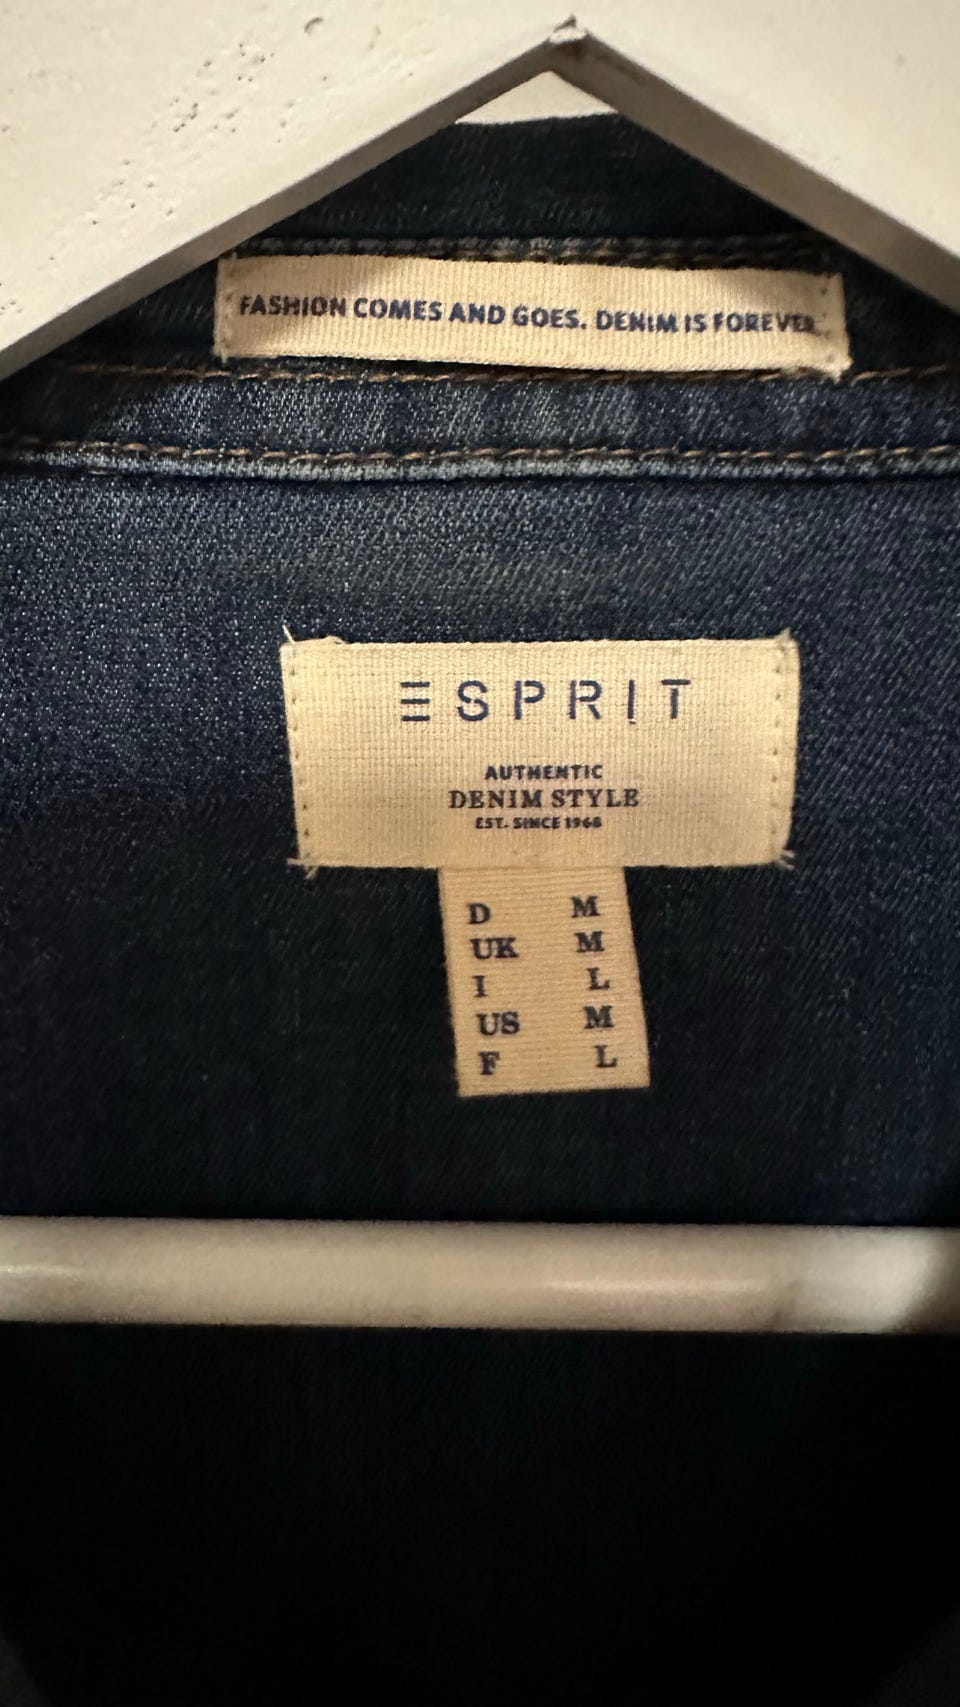 FASHION COMES AND GOES. DENIM IS FOREVER.
ESPRIT
AUTHENTIC
DENIM STYLE
EST. SINCE 1968
D M
UK M
I L
US M
F L